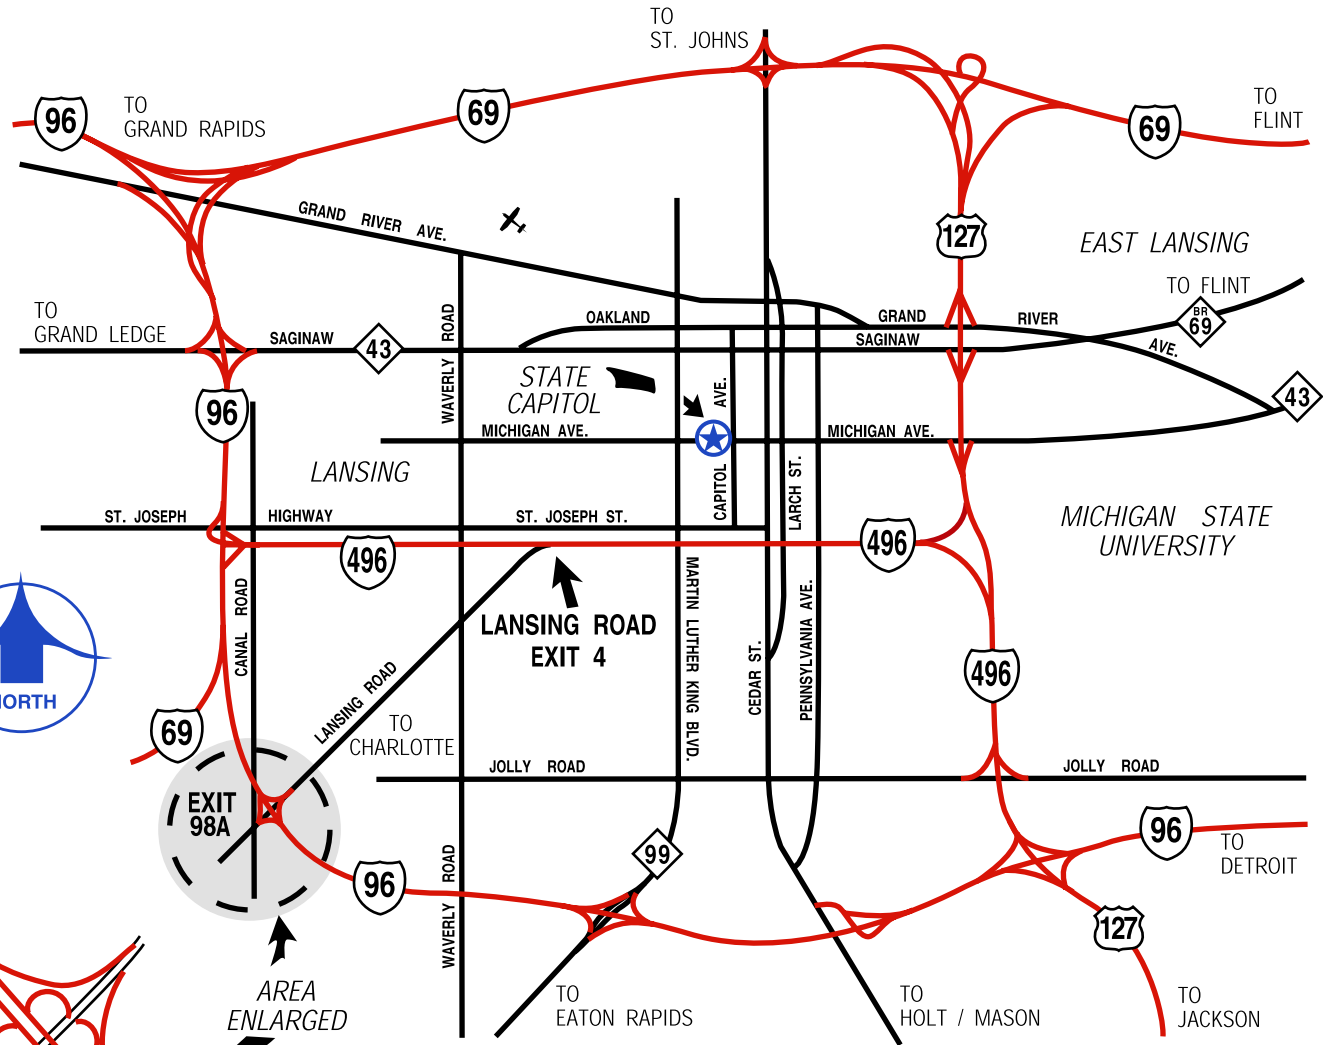 TO
ST. JOHNS
96
TO
GRAND RAPIDS
69
69
TO
FLINT
GRAND RIVER AVE.
127
EAST LANSING
TO FLINT
TO
GRAND LEDGE
SAGINAW
43
WAVERLY ROAD
OAKLAND
GRAND
RIVER
AVE.
SAGINAW
BR
69
43
STATE
CAPITOL
CAPITOL AVE.
96
MICHIGAN AVE.
MICHIGAN AVE.
LANSING
LARCH ST.
ST. JOSEPH
HIGHWAY
ST. JOSEPH ST.
MICHIGAN STATE
UNIVERSITY
496
496
LANSING ROAD
EXIT 4
CANAL ROAD
MARTIN LUTHER KING BLVD.
CEDAR ST.
PENNSYLVANIA AVE.
NORTH
LANSING ROAD
496
69
TO
CHARLOTTE
JOLLY ROAD
JOLLY ROAD
EXIT
98A
96
99
WAVERLY ROAD
96
TO
DETROIT
127
AREA
ENLARGED
TO
EATON RAPIDS
TO
HOLT / MASON
TO
JACKSON